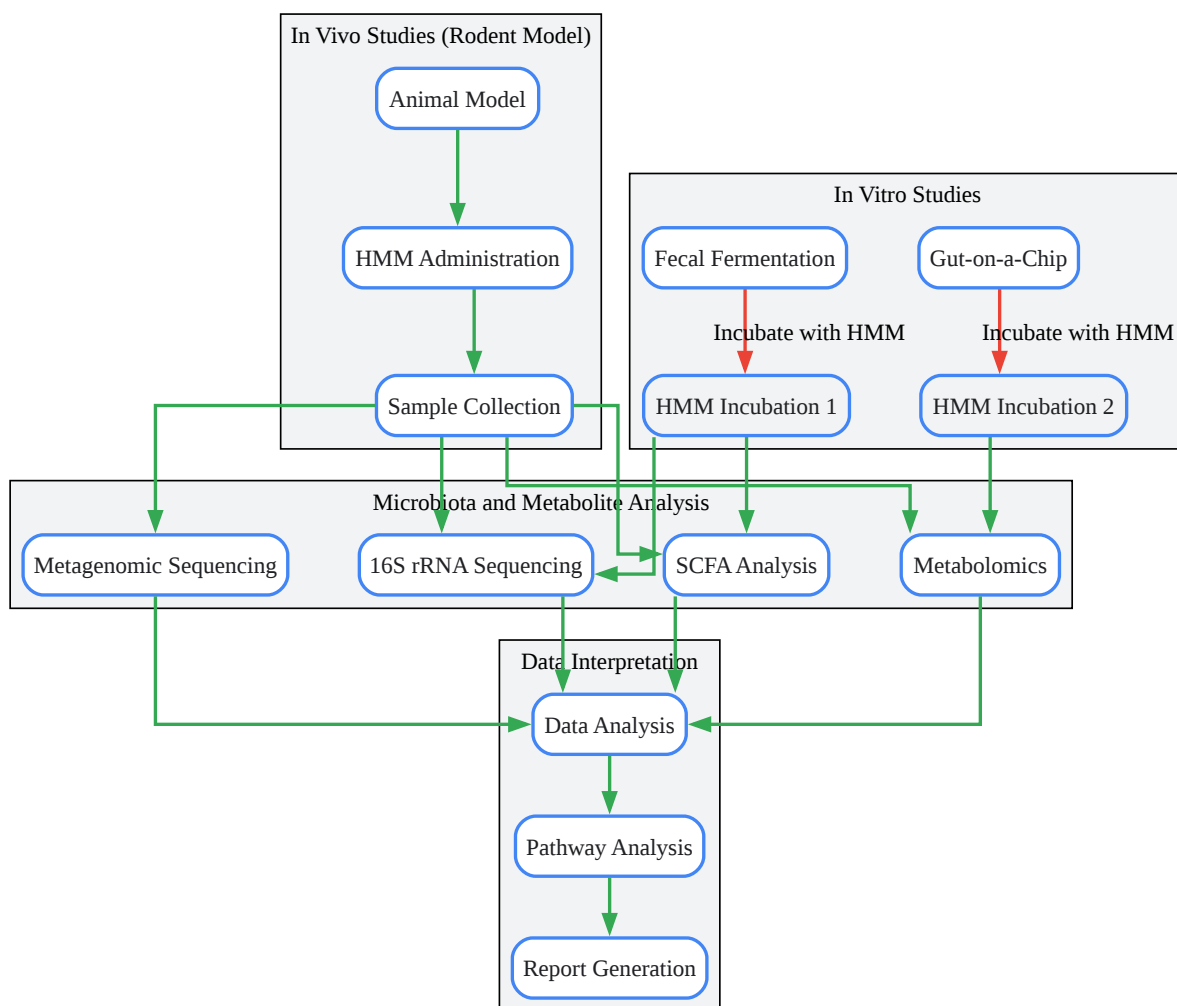 In Vivo Studies (Rodent Model)
Animal Model
In Vitro Studies
HMM Administration
Fecal Fermentation
Gut-on-a-Chip
Incubate with HMM
Incubate with HMM
Sample Collection
HMM Incubation 1
HMM Incubation 2
Microbiota and Metabolite Analysis
Metagenomic Sequencing
16S rRNA Sequencing
SCFA Analysis
Metabolomics
Data Interpretation
Data Analysis
Pathway Analysis
Report Generation